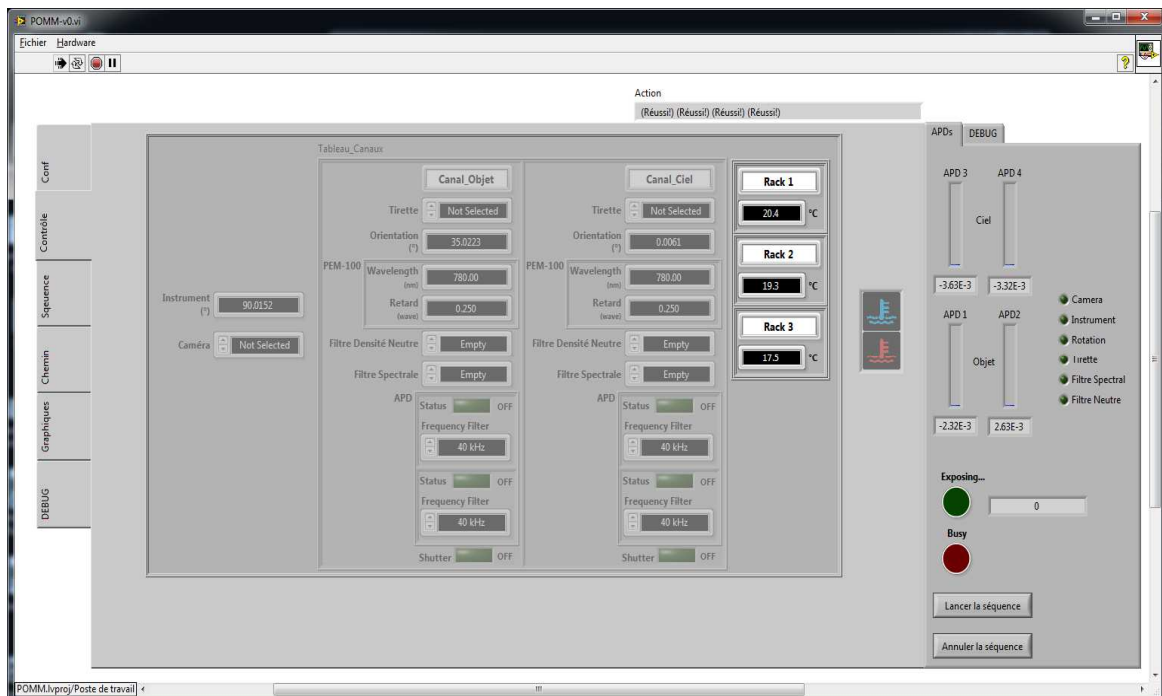 POMM-v0.vi
Fichier Hardware
Action
(Réussi!) (Réussi!) (Réussi!) (Réussi!)
Conf
Contrôle
Sqeuence
Chemin
Graphiques
DEBUG
Instrument (°) 90.0152
Caméra Not Selected
Tableau_Canaux
Canal_Objet
Tirette Not Selected
Orientation (°) 35.0223
PEM-100
Wavelength (nm) 780.00
Retard (wave) 0.250
Filtre Densité Neutre Empty
Filtre Spectrale Empty
APD
Status OFF
Frequency Filter
40 kHz
Status OFF
Frequency Filter
40 kHz
Shutter OFF
Canal_Ciel
Tirette Not Selected
Orientation (°) 0.0061
PEM-100
Wavelength (nm) 780.00
Retard (wave) 0.250
Filtre Densité Neutre Empty
Filtre Spectrale Empty
APD
Status OFF
Frequency Filter
40 kHz
Status OFF
Frequency Filter
40 kHz
Shutter OFF
Rack 1
20.4 °C
Rack 2
19.3 °C
Rack 3
17.5 °C
APDs DEBUG
APD 3 APD 4
Ciel
-3.63E-3 -3.32E-3
APD 1 APD2
Objet
-2.32E-3 2.63E-3
Camera
Instrument
Rotation
Tirette
Filtre Spectral
Filtre Neutre
Exposing...
0
Busy
Lancer la séquence
Annuler la séquence
POMM.lvproj/Poste de travail